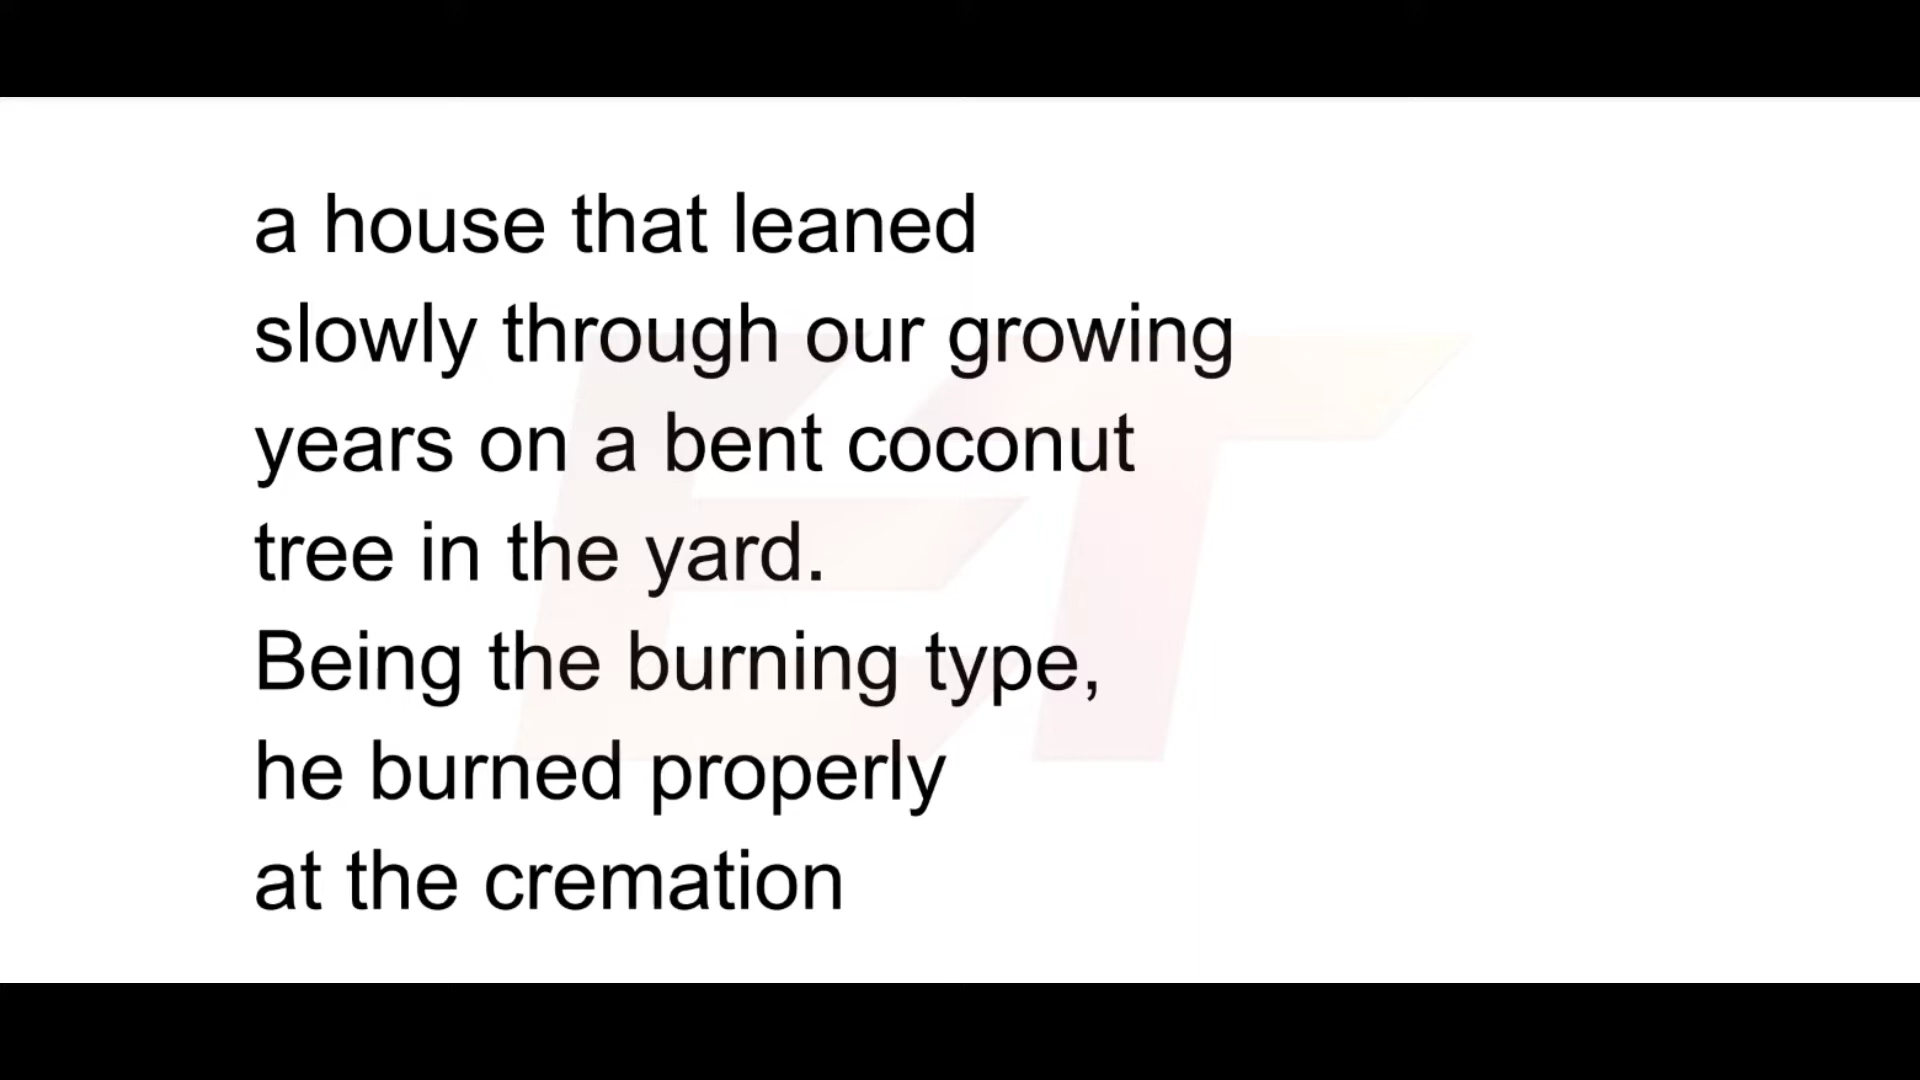 a house that leaned
slowly through our growing
years on a bent coconut
tree in the yard.
Being the burning type,
he burned properly
at the cremation